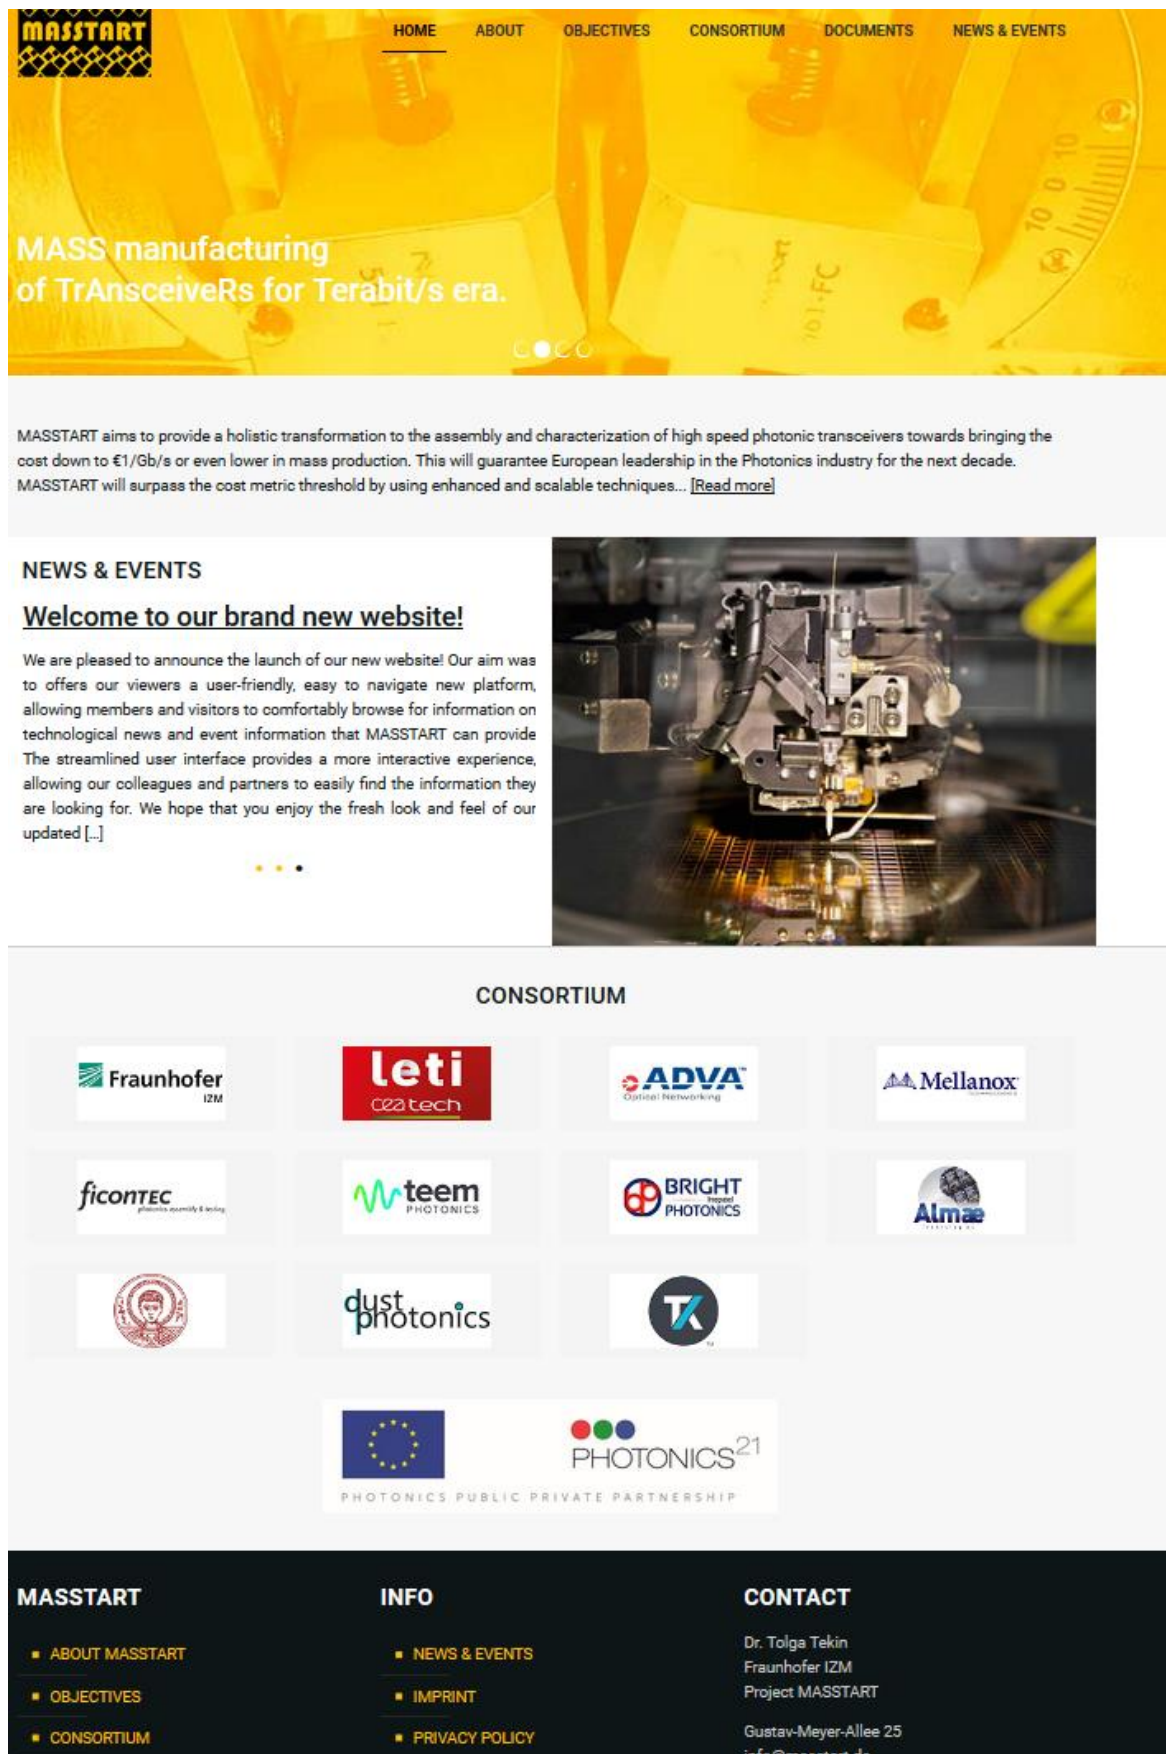 MASSTART
HOME ABOUT OBJECTIVES CONSORTIUM DOCUMENTS NEWS & EVENTS
10 0 10
MASS manufacturing
of TrAnsceiveRs for Terabit/s era.
MASSTART aims to provide a holistic transformation to the assembly and characterization of high speed photonic transceivers towards bringing the
cost down to €1/Gb/s or even lower in mass production. This will guarantee European leadership in the Photonics industry for the next decade.
MASSTART will surpass the cost metric threshold by using enhanced and scalable techniques... [Read more]
NEWS & EVENTS
Welcome to our brand new website!
We are pleased to announce the launch of our new website! Our aim was
to offers our viewers a user-friendly, easy to navigate new platform,
allowing members and visitors to comfortably browse for information on
technological news and event information that MASSTART can provide
The streamlined user interface provides a more interactive experience,
allowing our colleagues and partners to easily find the information they
are looking for. We hope that you enjoy the fresh look and feel of our
updated [...]
CONSORTIUM
Fraunhofer
IZM
leti
cea tech
ADVA™
Optical Networking
Mellanox
ficonTEC
photonics assembly & testing
teem
PHOTONICS
BRIGHT
PHOTONICS
Almae
dust
photonics
TK
PHOTONICS21
PHOTONICS PUBLIC PRIVATE PARTNERSHIP
MASSTART
INFO
CONTACT
ABOUT MASSTART
OBJECTIVES
CONSORTIUM
NEWS & EVENTS
IMPRINT
PRIVACY POLICY
Dr. Tolga Tekin
Fraunhofer IZM
Project MASSTART
Gustav-Meyer-Allee 25